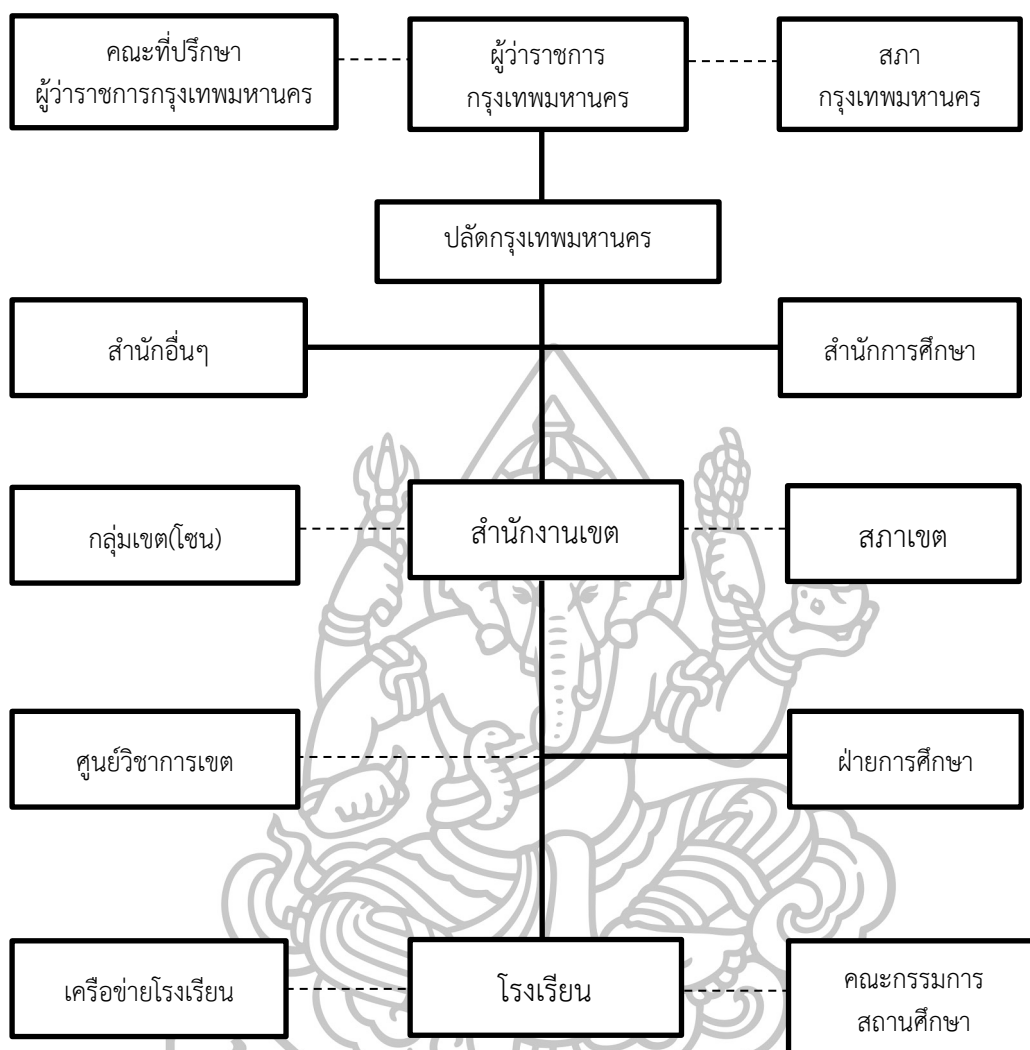 คณะที่ปรึกษา
ผู้ว่าราชการกรุงเทพมหานคร
ผู้ว่าราชการ
กรุงเทพมหานคร
สภา
กรุงเทพมหานคร
ปลัดกรุงเทพมหานคร
สำนักอื่นๆ
สำนักการศึกษา
กลุ่มเขต(โซน)
สำนักงานเขต
สภาเขต
ศูนย์วิชาการเขต
ฝ่ายการศึกษา
เครือข่ายโรงเรียน
โรงเรียน
คณะกรรมการ
สถานศึกษา